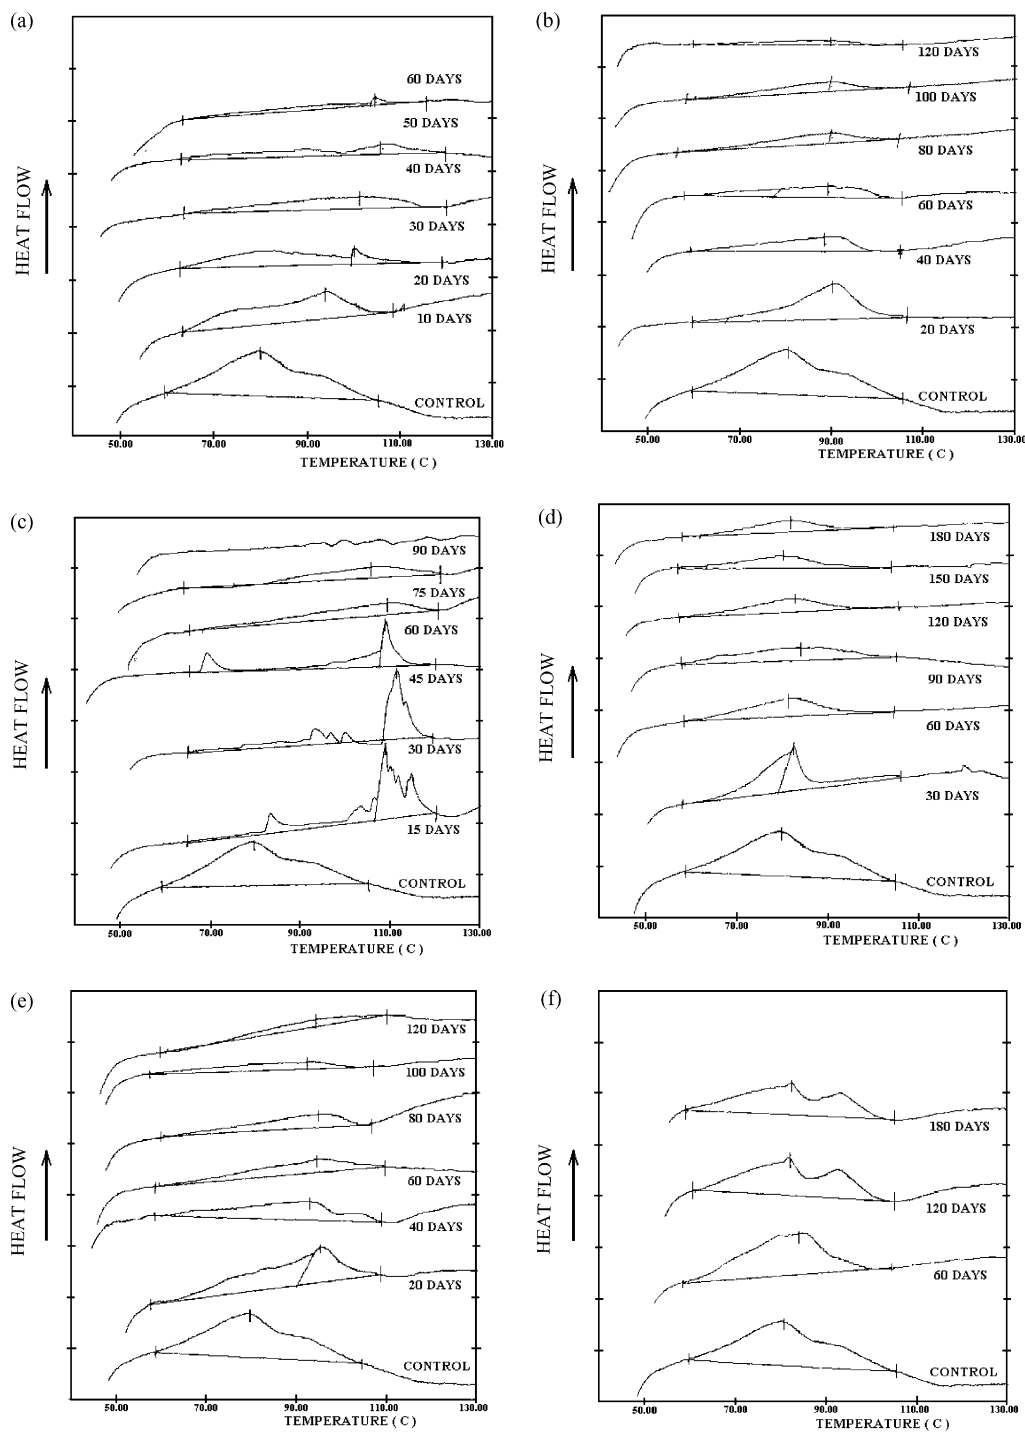 (a)
60 DAYS
50 DAYS
40 DAYS
30 DAYS
20 DAYS
10 DAYS
CONTROL
HEAT FLOW
50.00 70.00 90.00 110.00 130.00
TEMPERATURE ( C )
(b)
120 DAYS
100 DAYS
80 DAYS
60 DAYS
40 DAYS
20 DAYS
CONTROL
HEAT FLOW
50.00 70.00 90.00 110.00 130.00
TEMPERATURE ( C )
(c)
90 DAYS
75 DAYS
60 DAYS
45 DAYS
30 DAYS
15 DAYS
CONTROL
HEAT FLOW
50.00 70.00 90.00 110.00 130.00
TEMPERATURE ( C )
(d)
180 DAYS
150 DAYS
120 DAYS
90 DAYS
60 DAYS
30 DAYS
CONTROL
HEAT FLOW
50.00 70.00 90.00 110.00 130.00
TEMPERATURE ( C )
(e)
120 DAYS
100 DAYS
80 DAYS
60 DAYS
40 DAYS
20 DAYS
CONTROL
HEAT FLOW
50.00 70.00 90.00 110.00 130.00
TEMPERATURE ( C )
(f)
180 DAYS
120 DAYS
60 DAYS
CONTROL
HEAT FLOW
50.00 70.00 90.00 110.00 130.00
TEMPERATURE ( C )